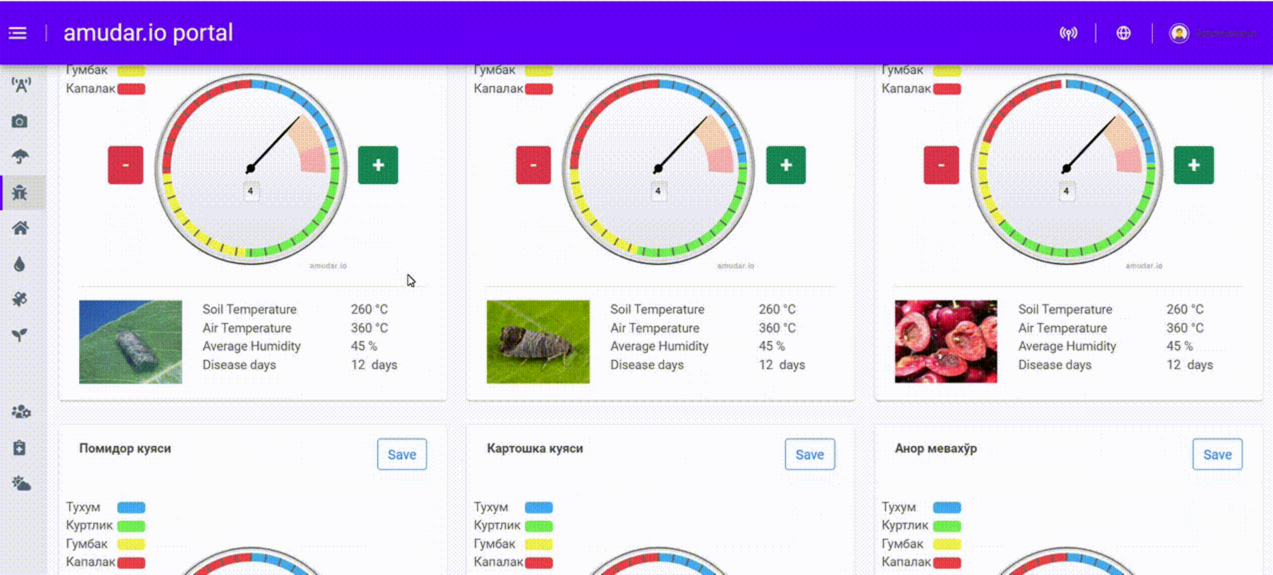 amudar.io portal
Гумбак
Капалак
Гумбак
Капалак
Гумбак
Капалак
-
4
+
-
4
+
-
4
+
amudar.io
amudar.io
amudar.io
Soil Temperature 260 °C
Air Temperature 360 °C
Average Humidity 45 %
Disease days 12 days
Soil Temperature 260 °C
Air Temperature 360 °C
Average Humidity 45 %
Disease days 12 days
Soil Temperature 260 °C
Air Temperature 360 °C
Average Humidity 45 %
Disease days 12 days
Помидор куяси
Save
Картошка куяси
Save
Анор мевахўр
Save
Тухум
Куртлик
Гумбак
Капалак
Тухум
Куртлик
Гумбак
Капалак
Тухум
Куртлик
Гумбак
Капалак